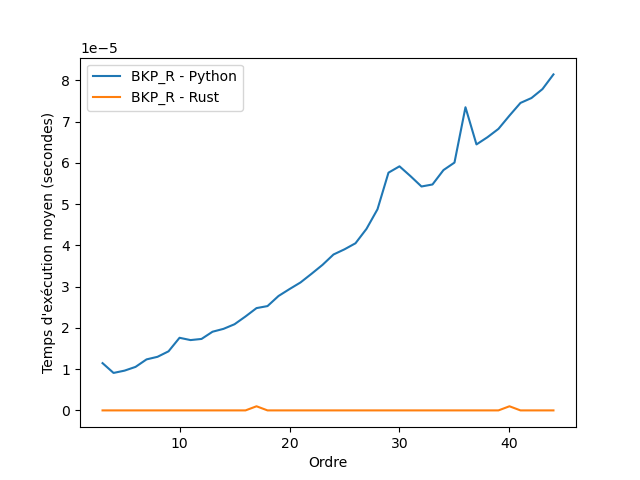 1e−5
BKP_R - Python
BKP_R - Rust
8
7
6
5
4
3
2
1
0
Temps d'exécution moyen (secondes)
10 20 30 40
Ordre